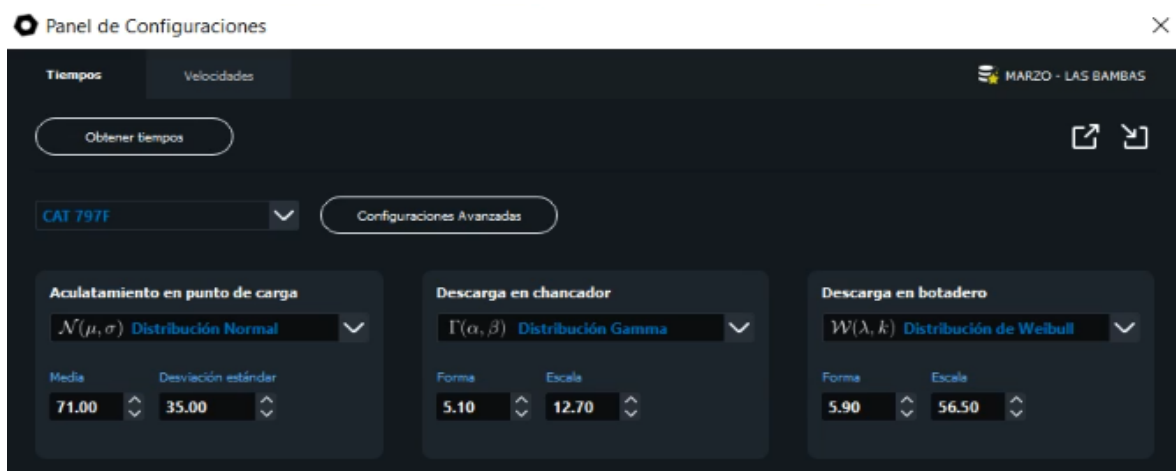 Panel de Configuraciones
Tiempos Velocidades MARZO - LAS BAMBAS
Obtener tiempos
CAT 797F Configuraciones Avanzadas
Aculatamiento en punto de carga Descarga en chancador Descarga en botadero
𝒩(μ, σ) Distribución Normal Γ(α, β) Distribución Gamma 𝒲(λ, k) Distribución de Weibull
Media Desviación estándar Forma Escala Forma Escala
71.00 35.00 5.10 12.70 5.90 56.50